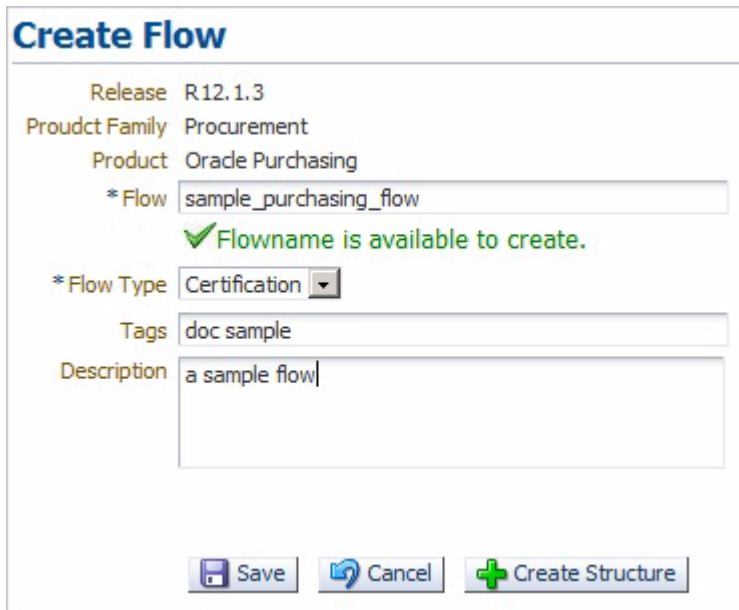 Create Flow
Release R12.1.3
Proudct Family Procurement
Product Oracle Purchasing
* Flow sample_purchasing_flow
Flowname is available to create.
* Flow Type Certification
Tags doc sample
Description a sample flow
Save Cancel Create Structure